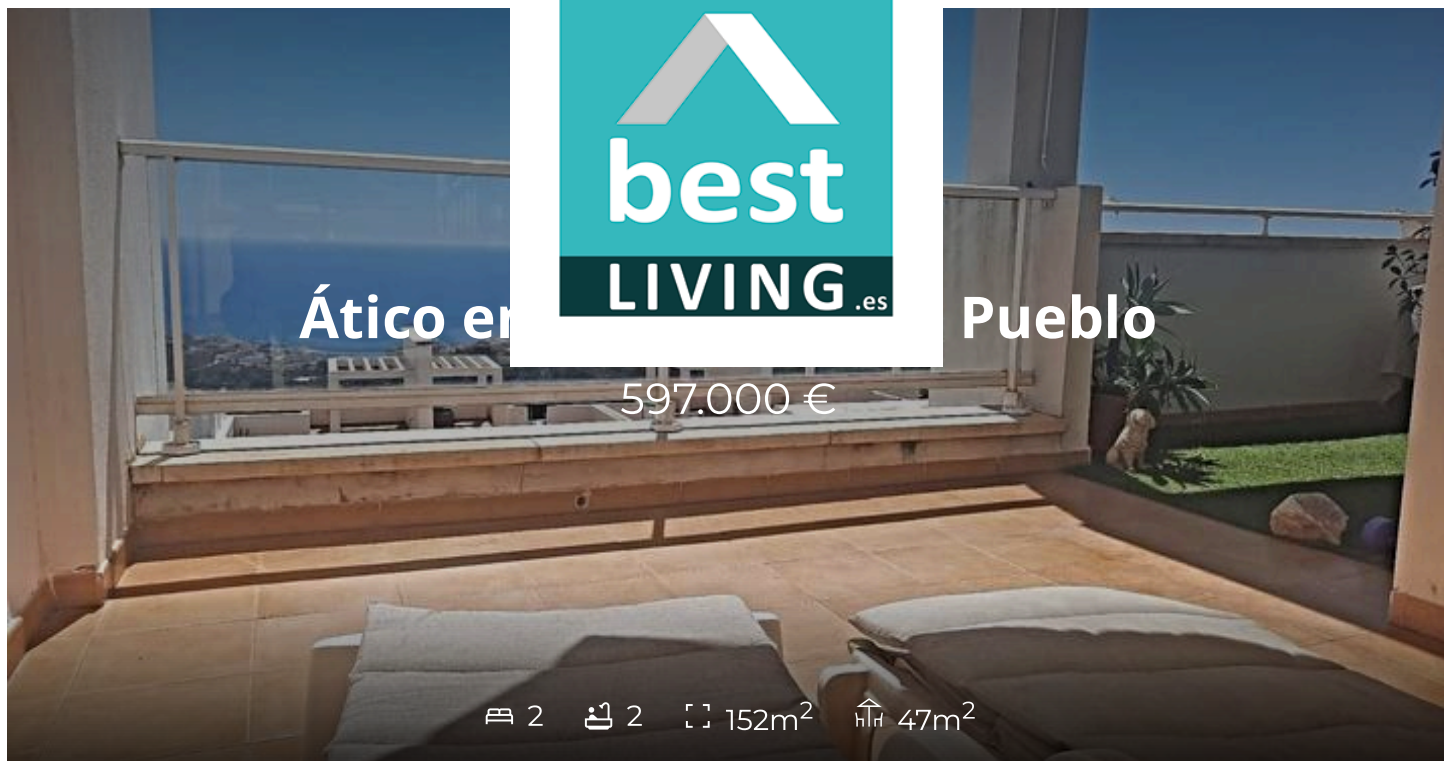 best
LIVING.es
Ático en Pueblo
597.000 €
2 2 152m² 47m²